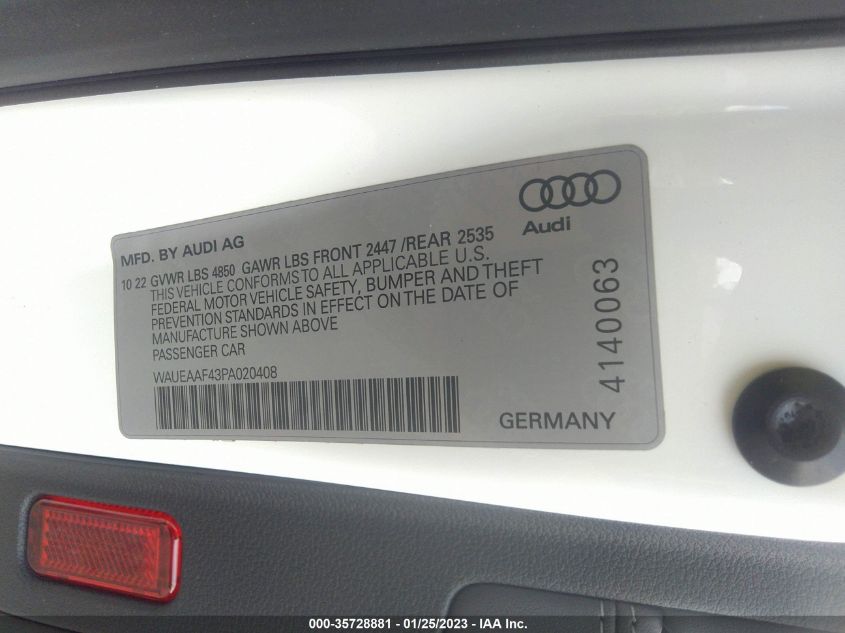 Audi
MFD. BY AUDI AG
10 22 GVWR LBS 4850 GAWR LBS FRONT 2447 /REAR 2535
THIS VEHICLE CONFORMS TO ALL APPLICABLE U.S.
FEDERAL MOTOR VEHICLE SAFETY, BUMPER AND THEFT
PREVENTION STANDARDS IN EFFECT ON THE DATE OF
MANUFACTURE SHOWN ABOVE
PASSENGER CAR
WAUEAAF43PA020408
GERMANY
4140063
000-35728881 - 01/25/2023 - IAA Inc.